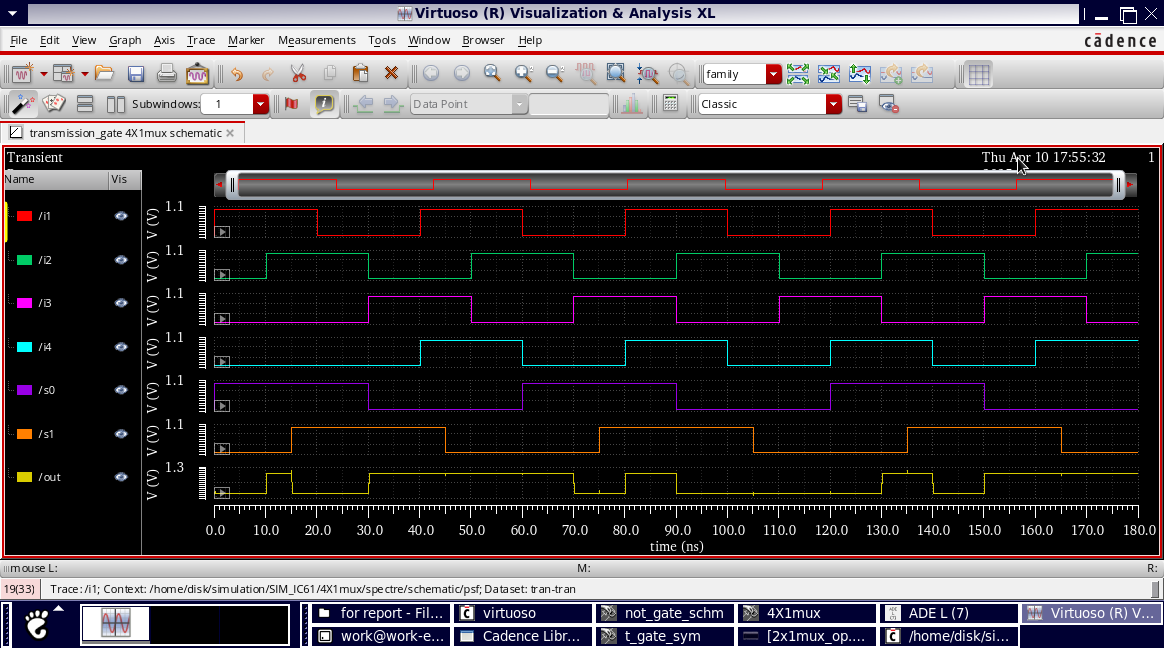 Virtuoso (R) Visualization & Analysis XL
File Edit View Graph Axis Trace Marker Measurements Tools Window Browser Help
cādence
family
Subwindows: 1
Data Point
Classic
transmission_gate 4X1mux schematic
Transient
Thu Apr 10 17:55:32
1
Name Vis
/i1
V (V)
1.1
/i2
V (V)
1.1
/i3
V (V)
1.1
/i4
V (V)
1.1
/s0
V (V)
1.1
/s1
V (V)
1.1
/out
V (V)
1.3
0.0 10.0 20.0 30.0 40.0 50.0 60.0 70.0 80.0 90.0 100.0 110.0 120.0 130.0 140.0 150.0 160.0 170.0 180.0
time (ns)
mouse L: M: R:
19(33) Trace: /i1; Context: /home/disk/simulation/SIM_IC61/4X1mux/spectre/schematic/psf; Dataset: tran-tran
for report - Fil... virtuoso not_gate_schm 4X1mux ADE L (7) Virtuoso (R) V...
work@work-e... Cadence Libr... t_gate_sym [2x1mux_op.... /home/disk/si...